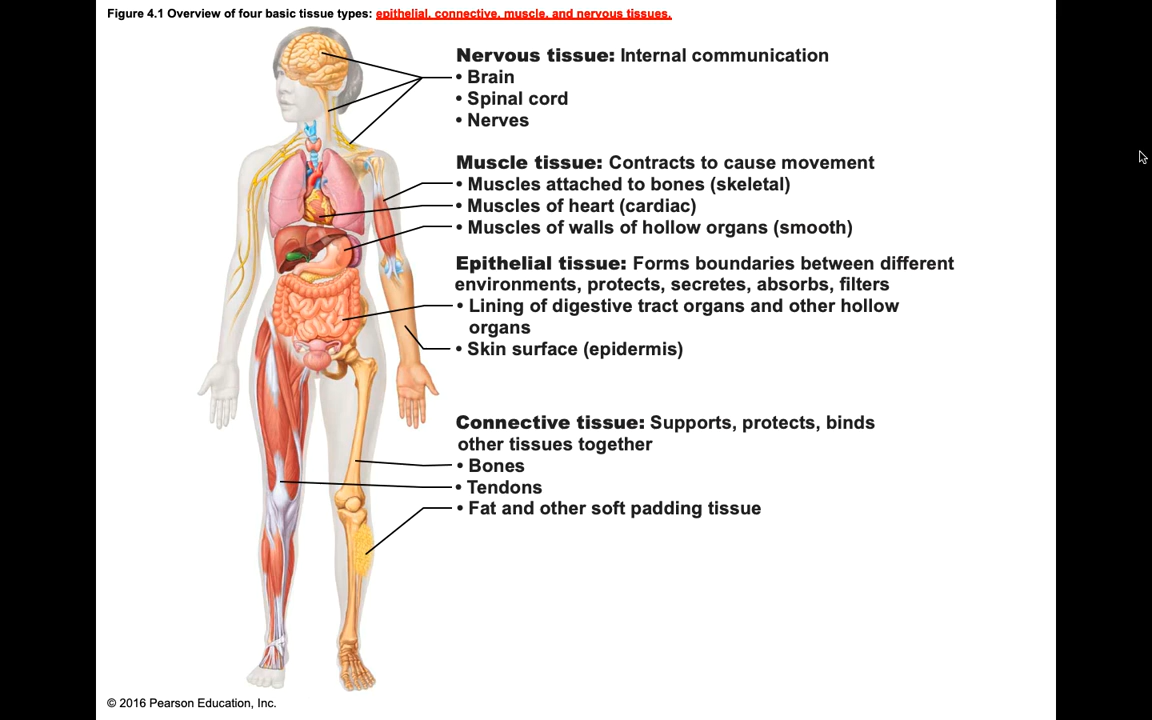 Figure 4.1 Overview of four basic tissue types: epithelial, connective, muscle, and nervous tissues.
Nervous tissue: Internal communication
• Brain
• Spinal cord
• Nerves
Muscle tissue: Contracts to cause movement
• Muscles attached to bones (skeletal)
• Muscles of heart (cardiac)
• Muscles of walls of hollow organs (smooth)
Epithelial tissue: Forms boundaries between different
environments, protects, secretes, absorbs, filters
• Lining of digestive tract organs and other hollow
organs
• Skin surface (epidermis)
Connective tissue: Supports, protects, binds
other tissues together
• Bones
• Tendons
• Fat and other soft padding tissue
© 2016 Pearson Education, Inc.